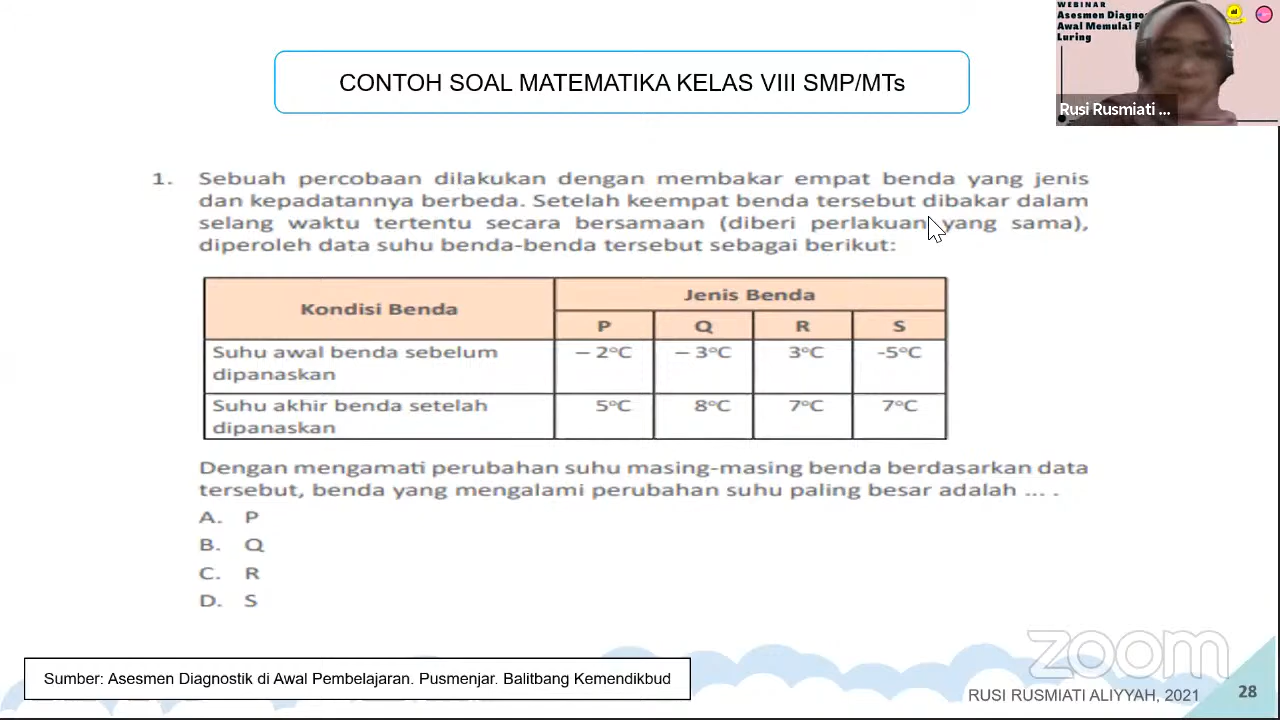 WEBINAR
Asesmen
Awal Memulai
Luring
Rusi Rusmiati ...
CONTOH SOAL MATEMATIKA KELAS VIII SMP/MTs
1. Sebuah percobaan dilakukan dengan membakar empat benda yang jenis
dan kepadatannya berbeda. Setelah keempat benda tersebut dibakar dalam
selang waktu tertentu secara bersamaan (diberi perlakuan yang sama),
diperoleh data suhu benda-benda tersebut sebagai berikut:
Kondisi Benda
Jenis Benda
P Q R S
Suhu awal benda sebelum
dipanaskan
– 2°C – 3°C 3°C -5°C
Suhu akhir benda setelah
dipanaskan
5°C 8°C 7°C 7°C
Dengan mengamati perubahan suhu masing-masing benda berdasarkan data
tersebut, benda yang mengalami perubahan suhu paling besar adalah ... .
A. P
B. Q
C. R
D. S
zoom
Sumber: Asesmen Diagnostik di Awal Pembelajaran. Pusmenjar. Balitbang Kemendikbud
RUSI RUSMIATI ALIYYAH, 2021
28